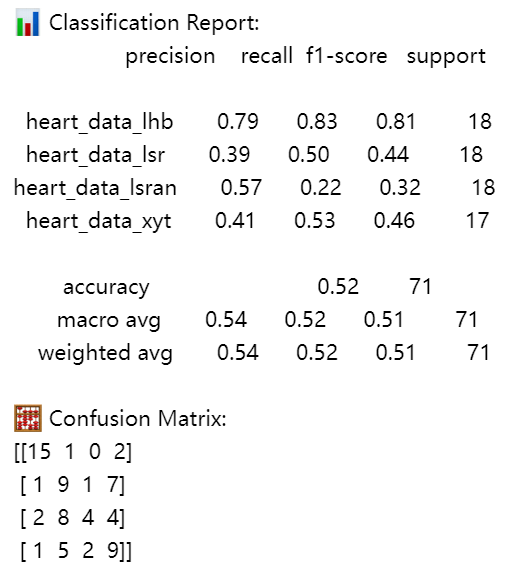 📊 Classification Report:
precision recall f1-score support
heart_data_lhb 0.79 0.83 0.81 18
heart_data_lsr 0.39 0.50 0.44 18
heart_data_lsran 0.57 0.22 0.32 18
heart_data_xyt 0.41 0.53 0.46 17
accuracy 0.52 71
macro avg 0.54 0.52 0.51 71
weighted avg 0.54 0.52 0.51 71
🧮 Confusion Matrix:
[[15 1 0 2]
[ 1 9 1 7]
[ 2 8 4 4]
[ 1 5 2 9]]